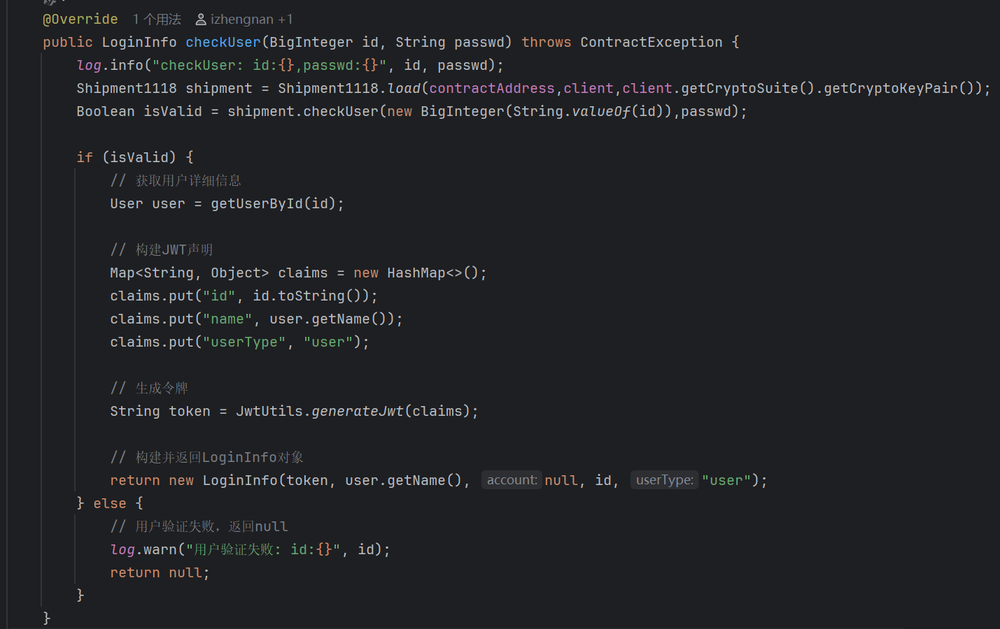 @Override 1 个用法 izhengnan +1
public LoginInfo checkUser(BigInteger id, String passwd) throws ContractException {
log.info("checkUser: id:{},passwd:{}", id, passwd);
Shipment1118 shipment = Shipment1118.load(contractAddress,client,client.getCryptoSuite().getCryptoKeyPair());
Boolean isValid = shipment.checkUser(new BigInteger(String.valueOf(id)),passwd);
if (isValid) {
// 获取用户详细信息
User user = getUserById(id);
// 构建JWT声明
Map<String, Object> claims = new HashMap<>();
claims.put("id", id.toString());
claims.put("name", user.getName());
claims.put("userType", "user");
// 生成令牌
String token = JwtUtils.generateJwt(claims);
// 构建并返回LoginInfo对象
return new LoginInfo(token, user.getName(), account: null, id, userType: "user");
} else {
// 用户验证失败，返回null
log.warn("用户验证失败: id:{}", id);
return null;
}
}